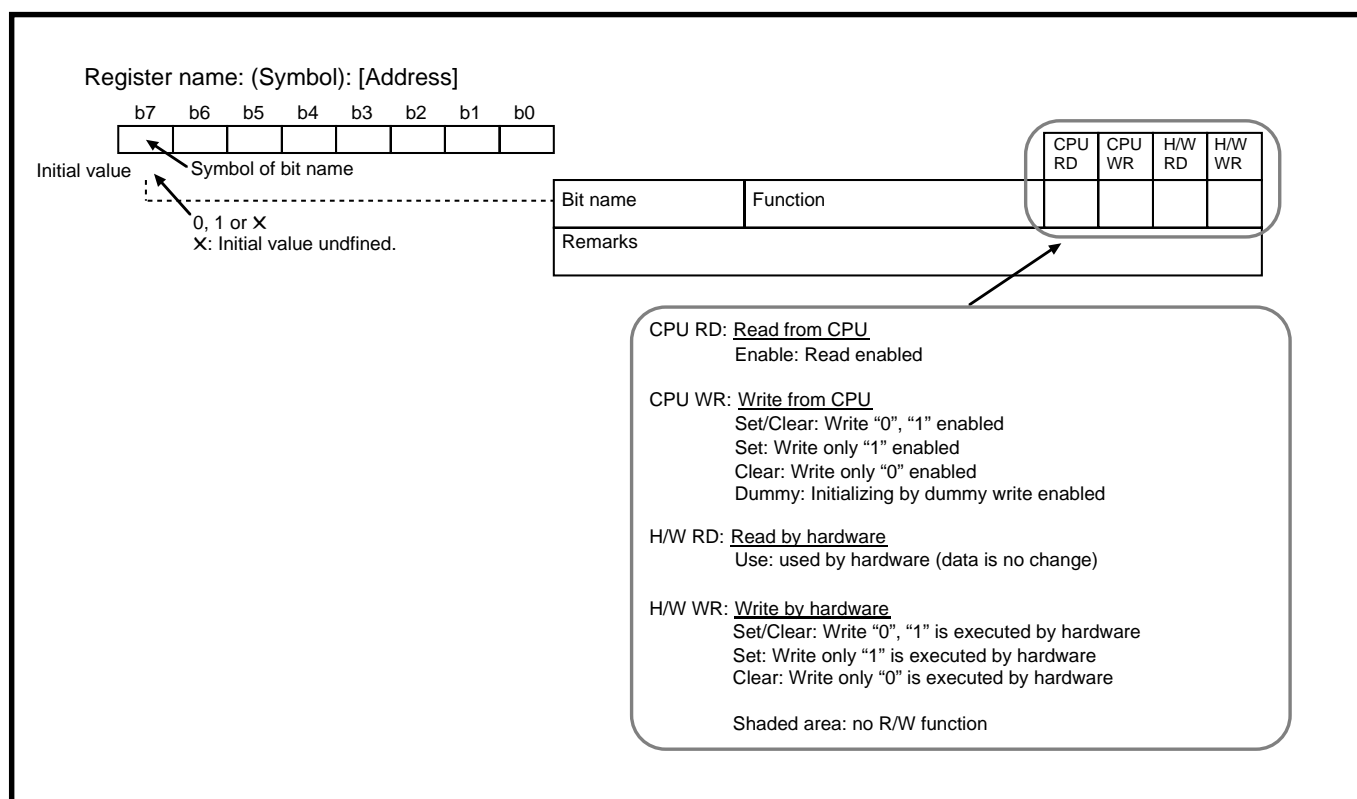 Register name: (Symbol): [Address]
b7 b6 b5 b4 b3 b2 b1 b0
Initial value
Symbol of bit name
0, 1 or ×
×: Initial value undfined.
CPU RD
CPU WR
H/W RD
H/W WR
Bit name
Function
Remarks
CPU RD: Read from CPU
Enable: Read enabled
CPU WR: Write from CPU
Set/Clear: Write “0”, “1” enabled
Set: Write only “1” enabled
Clear: Write only “0” enabled
Dummy: Initializing by dummy write enabled
H/W RD: Read by hardware
Use: used by hardware (data is no change)
H/W WR: Write by hardware
Set/Clear: Write “0”, “1” is executed by hardware
Set: Write only “1” is executed by hardware
Clear: Write only “0” is executed by hardware
Shaded area: no R/W function